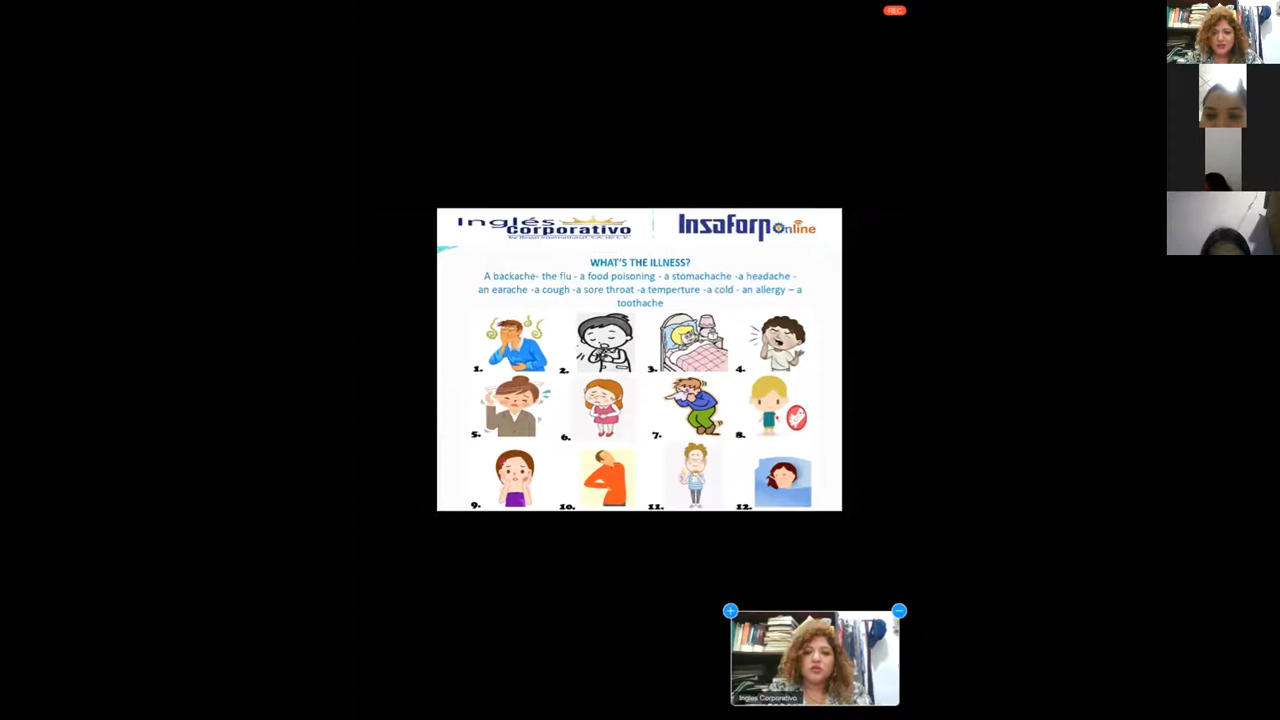 REC
Inglés
Corporativo
Insaforp online
WHAT'S THE ILLNESS?
A backache- the flu - a food poisoning - a stomachache -a headache -
an earache -a cough -a sore throat -a temperture -a cold - an allergy – a
toothache
1. 2. 3. 4.
5. 6. 7. 8.
9. 10. 11. 12.
Ingles Corporativo